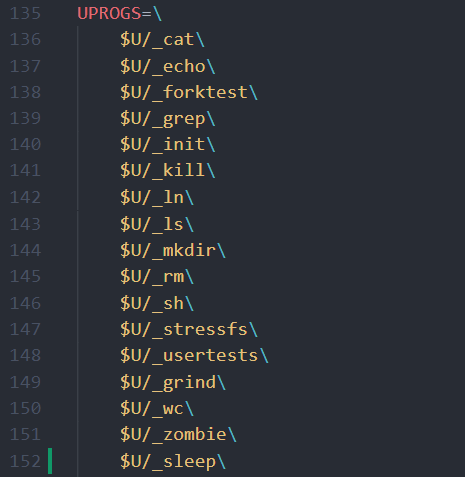 135 UPROGS=\
136 $U/_cat\
137 $U/_echo\
138 $U/_forktest\
139 $U/_grep\
140 $U/_init\
141 $U/_kill\
142 $U/_ln\
143 $U/_ls\
144 $U/_mkdir\
145 $U/_rm\
146 $U/_sh\
147 $U/_stressfs\
148 $U/_usertests\
149 $U/_grind\
150 $U/_wc\
151 $U/_zombie\
152 $U/_sleep\